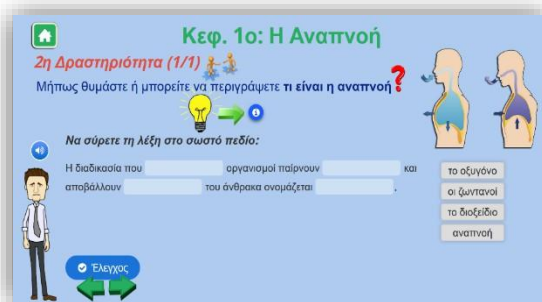 Κεφ. 1ο: Η Αναπνοή
2η Δραστηριότητα (1/1)
Μήπως θυμάστε ή μπορείτε να περιγράψετε τι είναι η αναπνοή ?
Να σύρετε τη λέξη στο σωστό πεδίο:
Η διαδικασία που οργανισμοί παίρνουν και
αποβάλλουν του άνθρακα ονομάζεται .
το οξυγόνο
οι ζωντανοί
το διοξείδιο
αναπνοή
Έλεγχος